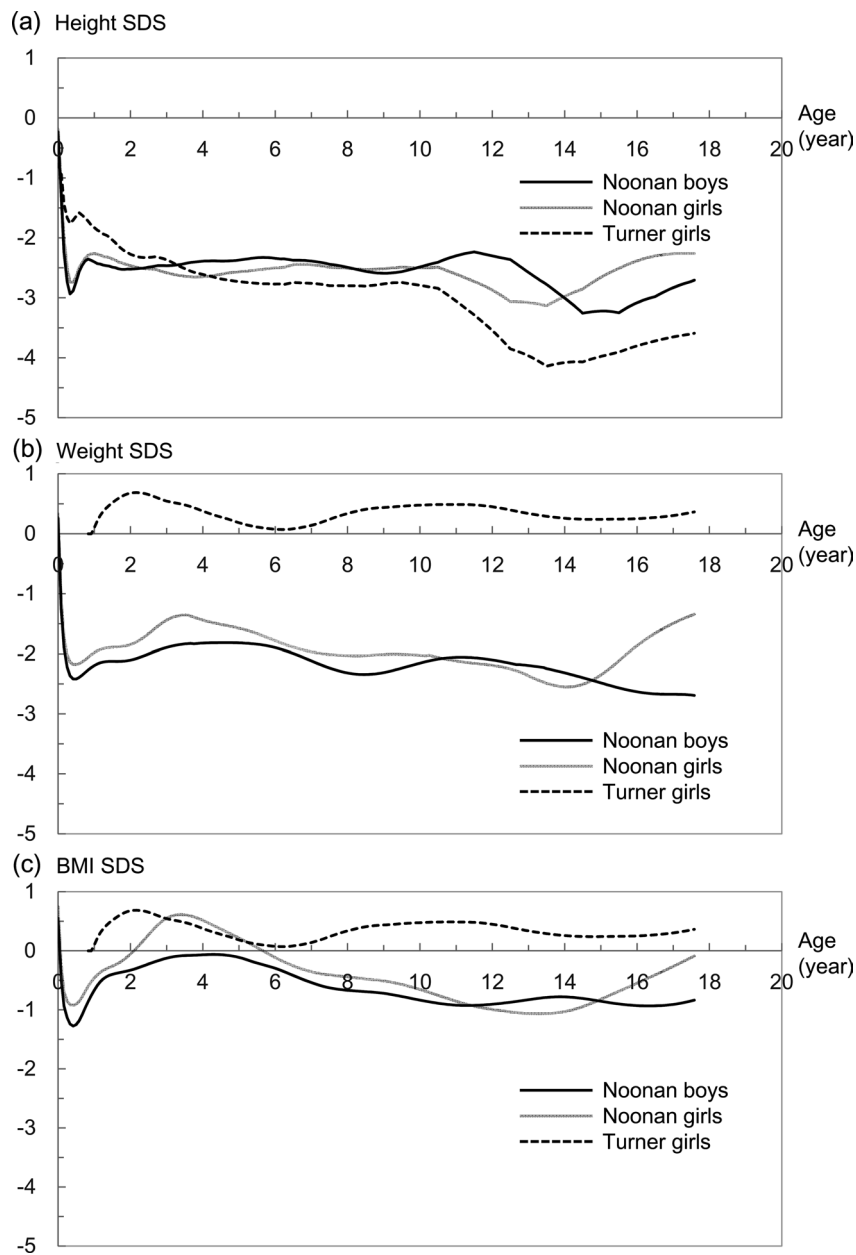 (a) Height SDS
1
0
-1
-2
-3
-4
-5
0 2 4 6 8 10 12 14 16 18 20
Age
(year)
Noonan boys
Noonan girls
Turner girls
(b) Weight SDS
1
0
-1
-2
-3
-4
-5
0 2 4 6 8 10 12 14 16 18 20
Age
(year)
Noonan boys
Noonan girls
Turner girls
(c) BMI SDS
1
0
-1
-2
-3
-4
-5
0 2 4 6 8 10 12 14 16 18 20
Age
(year)
Noonan boys
Noonan girls
Turner girls